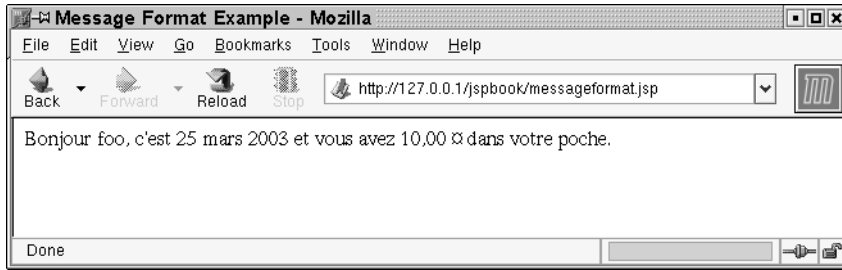 Message Format Example - Mozilla
File Edit View Go Bookmarks Tools Window Help
Back Forward Reload Stop http://127.0.0.1/jspbook/messageformat.jsp
Bonjour foo, c'est 25 mars 2003 et vous avez 10,00 ¤ dans votre poche.
Done